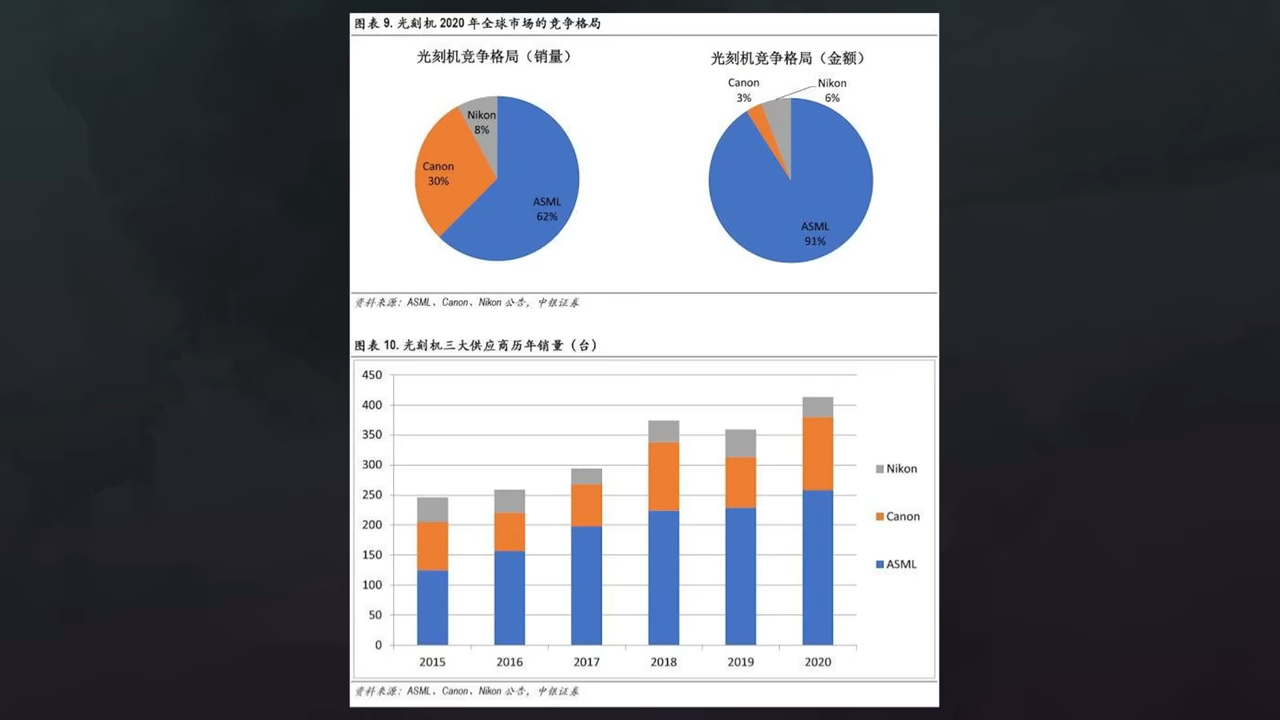 图表 9. 光刻机 2020 年全球市场的竞争格局
光刻机竞争格局（销量）
Nikon
8%
Canon
30%
ASML
62%
光刻机竞争格局（金额）
Canon
3%
Nikon
6%
ASML
91%
资料来源：ASML、Canon、Nikon 公告，中银证券
图表 10. 光刻机三大供应商历年销量（台）
450
400
350
300
250
200
150
100
50
0
2015 2016 2017 2018 2019 2020
Nikon
Canon
ASML
资料来源：ASML、Canon、Nikon 公告，中银证券